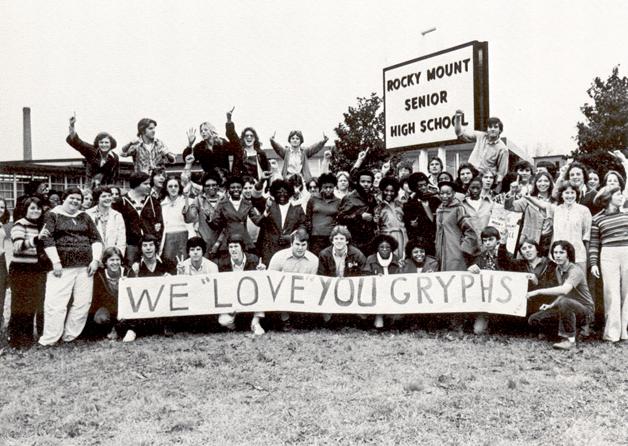 ROCKY MOUNT
SENIOR
HIGH SCHOOL
WE "LOVE" YOU GRYPHS